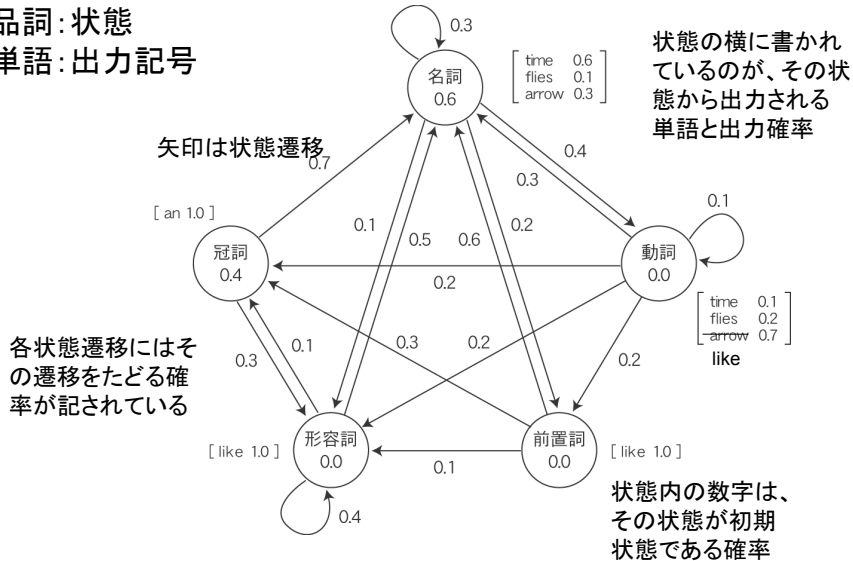 品詞：状態
単語：出力記号
0.3
名詞
0.6
time 0.6
flies 0.1
arrow 0.3
状態の横に書かれ
ているのが、その状
態から出力される
単語と出力確率
矢印は状態遷移
0.7
0.4
0.3
0.1
[ an 1.0 ]
冠詞
0.4
0.1
0.5
0.6
0.2
動詞
0.0
0.2
time 0.1
flies 0.2
arrow 0.7
like
各状態遷移にはそ
の遷移をたどる確
率が記されている
0.3
0.1
0.3
0.2
0.2
[ like 1.0 ]
形容詞
0.0
前置詞
0.0
[ like 1.0 ]
0.1
0.4
状態内の数字は、
その状態が初期
状態である確率